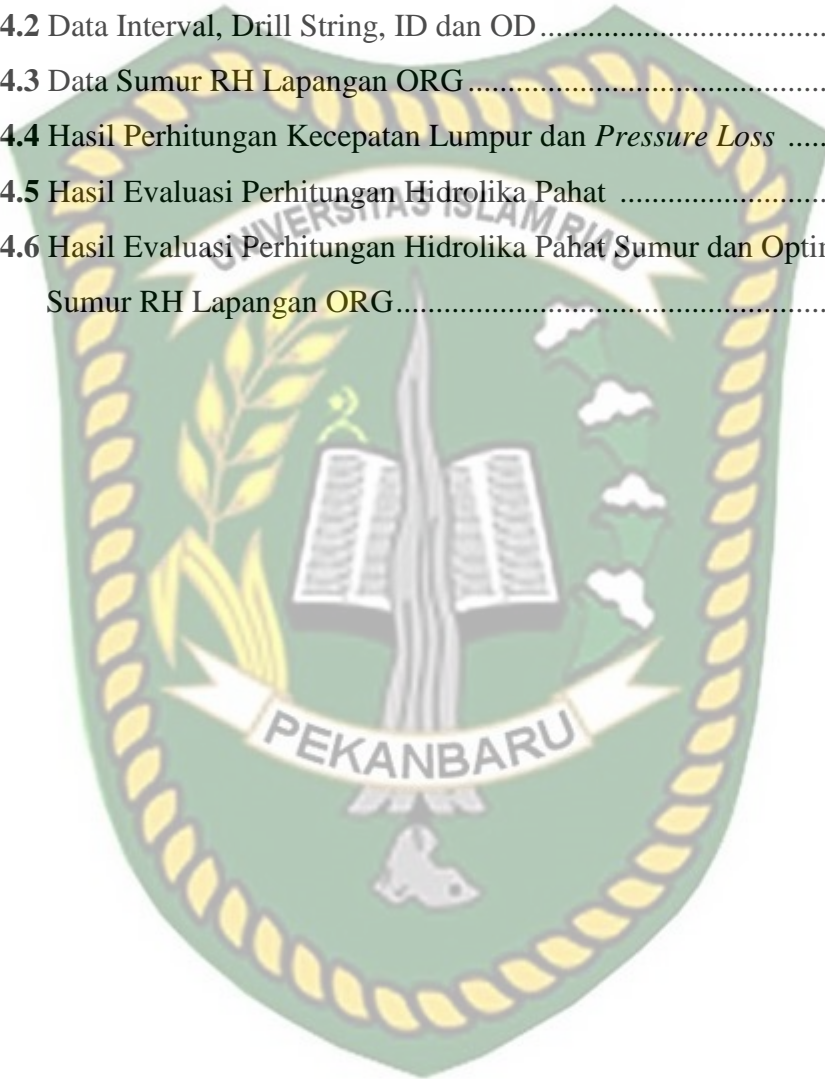 4.2 Data Interval, Drill String, ID dan OD...................................
4.3 Data Sumur RH Lapangan ORG............................................
4.4 Hasil Perhitungan Kecepatan Lumpur dan Pressure Loss .....
4.5 Hasil Evaluasi Perhitungan Hidrolika Pahat .........................
4.6 Hasil Evaluasi Perhitungan Hidrolika Pahat Sumur dan Optim
Sumur RH Lapangan ORG.....................................................
UNIVERSITAS ISLAM RIAU
PEKANBARU